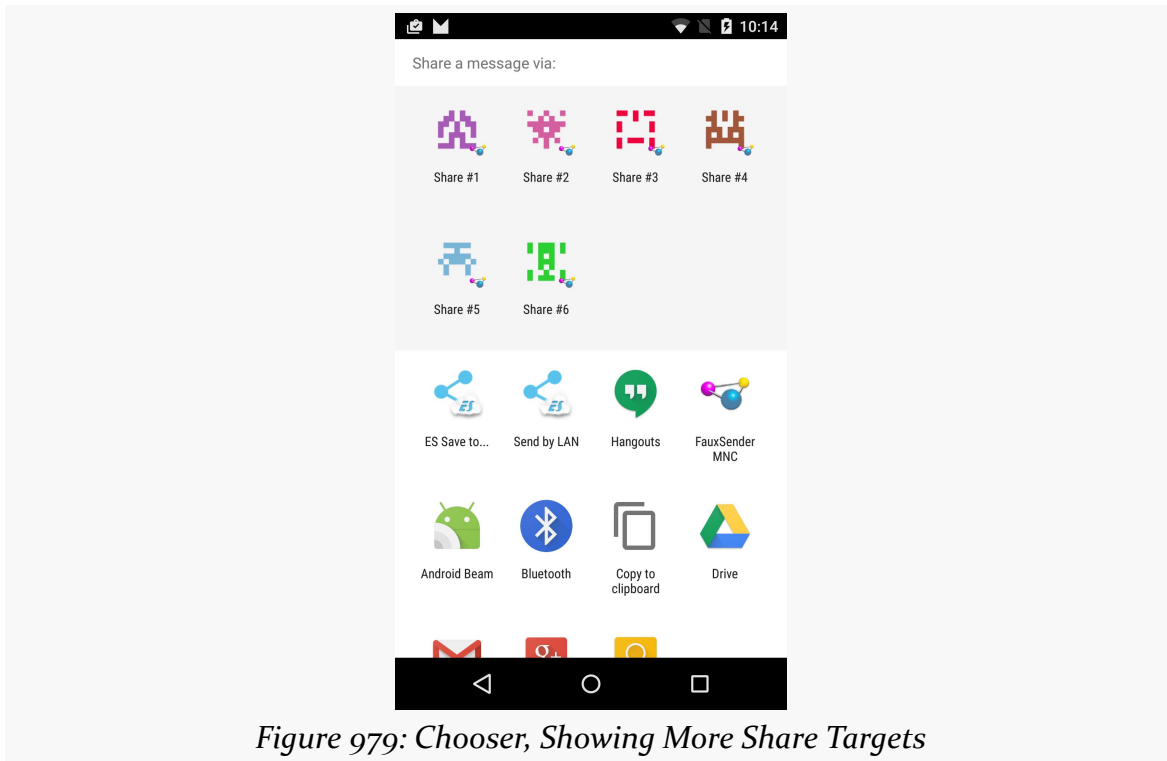 10:14
Share a message via:
Share #1 Share #2 Share #3 Share #4
Share #5 Share #6
ES ES
ES Save to... Send by LAN Hangouts FauxSender
MNC
Android Beam Bluetooth Copy to Drive
clipboard
g+
Figure 979: Chooser, Showing More Share Targets